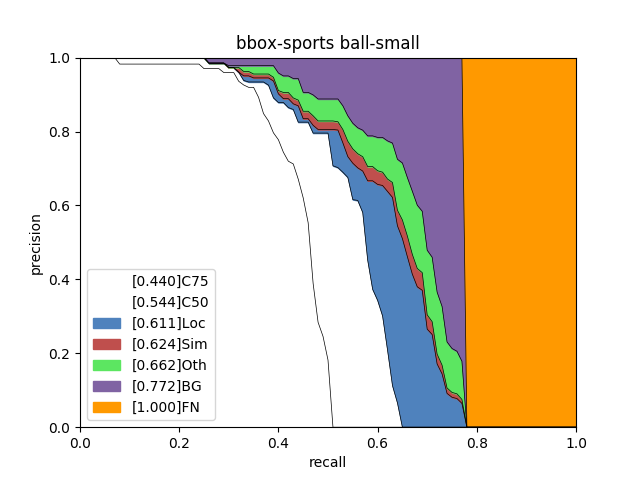 bbox-sports ball-small
1.0
0.8
0.6
0.4
0.2
0.0
precision
[0.440]C75
[0.544]C50
[0.611]Loc
[0.624]Sim
[0.662]Oth
[0.772]BG
[1.000]FN
0.0 0.2 0.4 0.6 0.8 1.0
recall